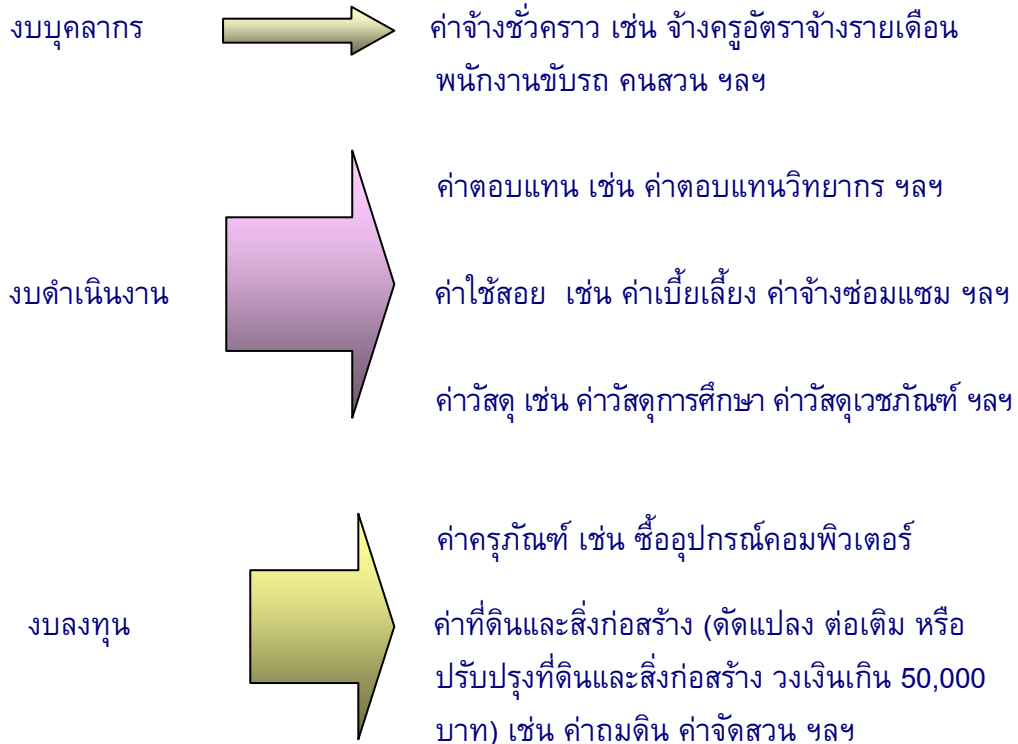 งบบุคลากร ค่าจ้างชั่วคราว เช่น จ้างครูอัตราจ้างรายเดือน
พนักงานขับรถ คนสวน ฯลฯ
ค่าตอบแทน เช่น ค่าตอบแทนวิทยากร ฯลฯ
งบดำเนินงาน ค่าใช้สอย เช่น ค่าเบี้ยเลี้ยง ค่าจ้างซ่อมแซม ฯลฯ
ค่าวัสดุ เช่น ค่าวัสดุการศึกษา ค่าวัสดุเวชภัณฑ์ ฯลฯ
ค่าครุภัณฑ์ เช่น ซื้ออุปกรณ์คอมพิวเตอร์
งบลงทุน ค่าที่ดินและสิ่งก่อสร้าง (ดัดแปลง ต่อเติม หรือ
ปรับปรุงที่ดินและสิ่งก่อสร้าง วงเงินเกิน 50,000
บาท) เช่น ค่าถมดิน ค่าจัดสวน ฯลฯ